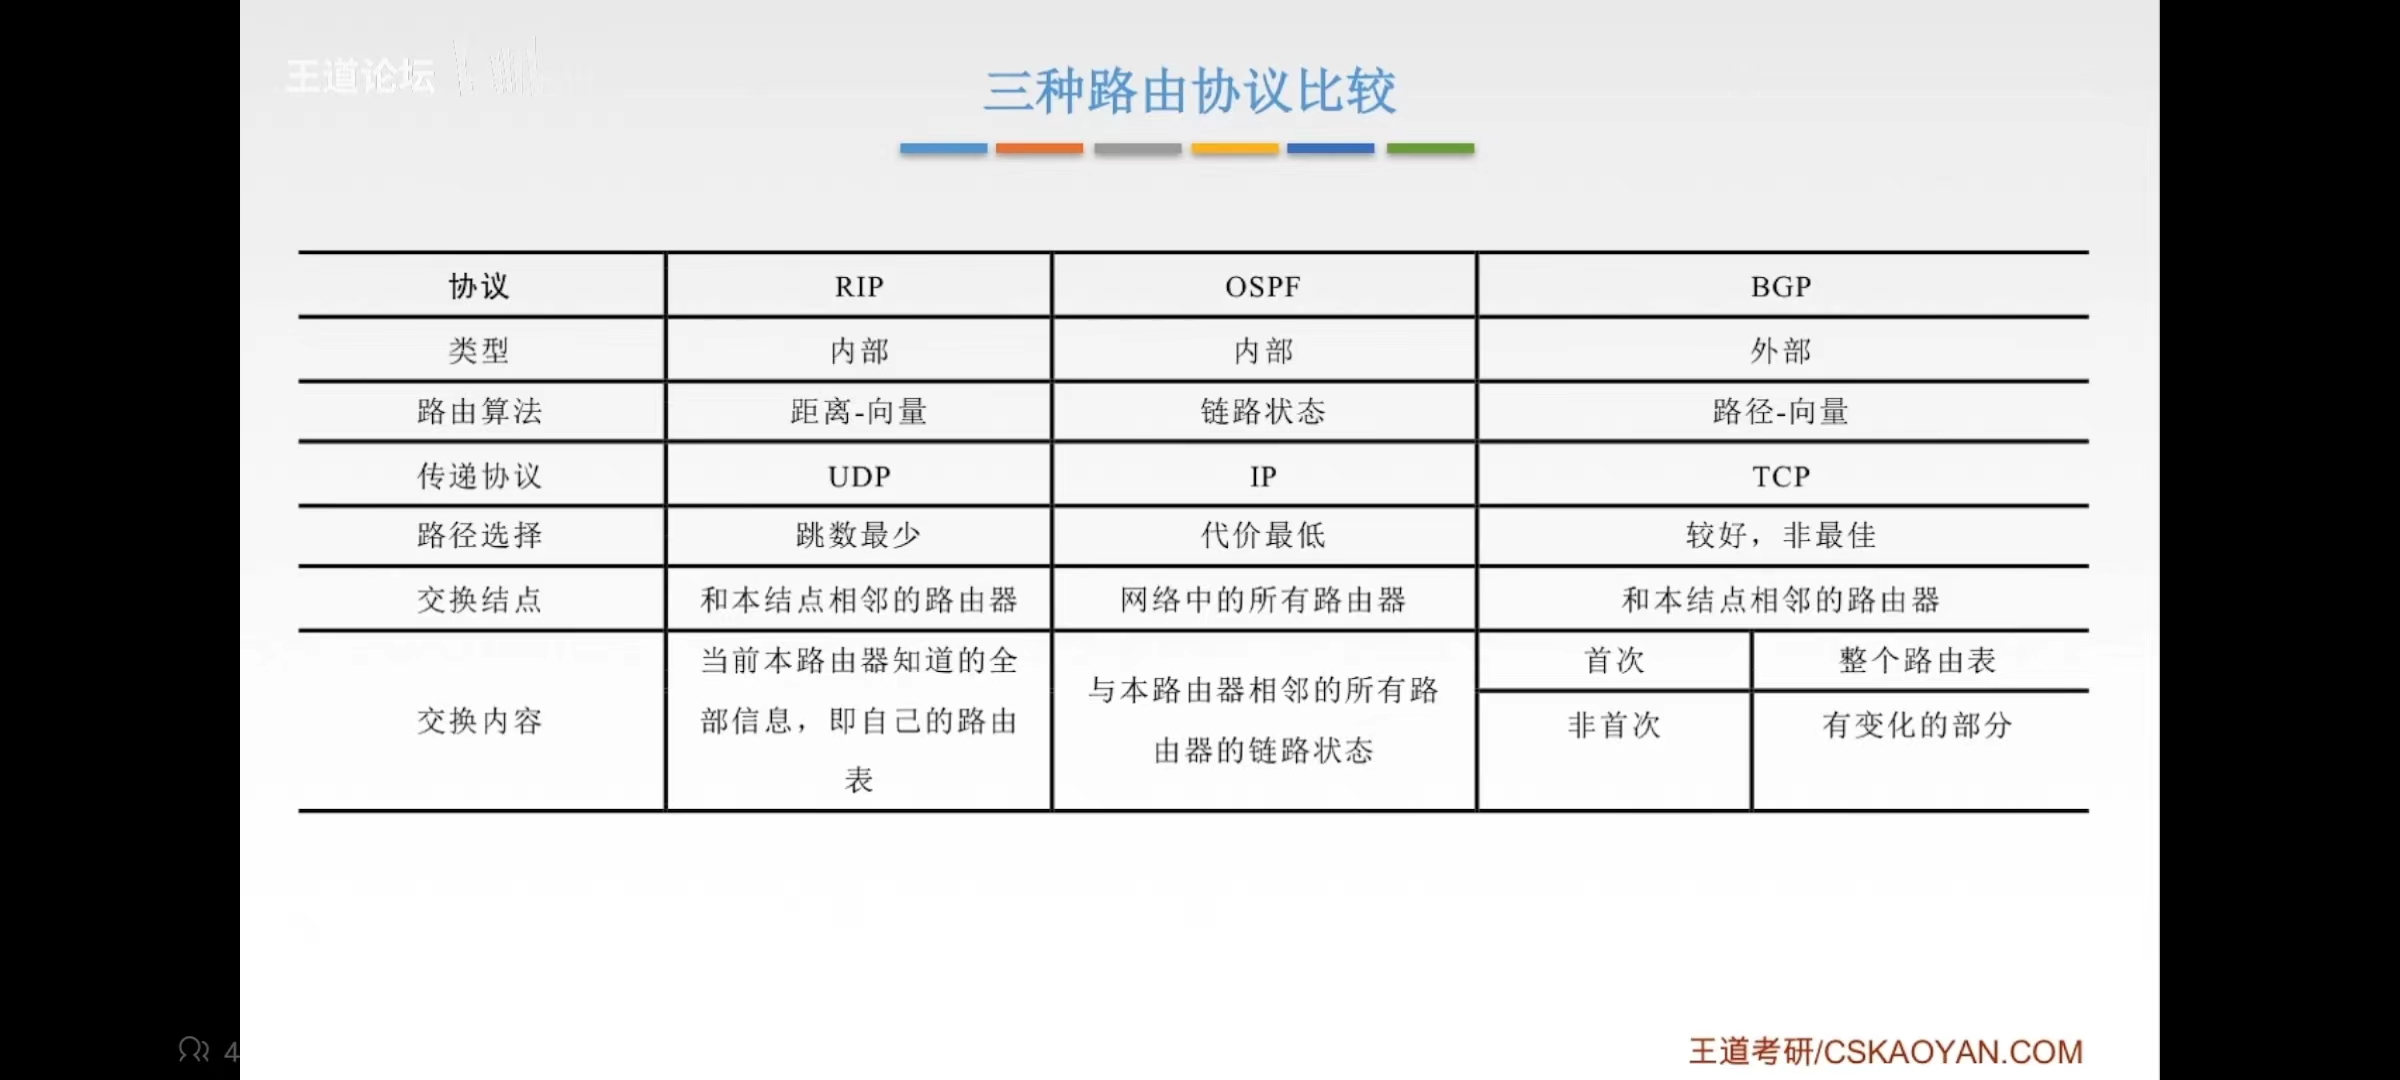 王道论坛
三种路由协议比较
协议 RIP OSPF BGP
类型 内部 内部 外部
路由算法 距离-向量 链路状态 路径-向量
传递协议 UDP IP TCP
路径选择 跳数最少 代价最低 较好，非最佳
交换结点 和本结点相邻的路由器 网络中的所有路由器 和本结点相邻的路由器
交换内容
当前本路由器知道的全
部信息，即自己的路由
表
与本路由器相邻的所有路
由器的链路状态
首次 整个路由表
非首次 有变化的部分
4
王道考研/CSKAOYAN.COM